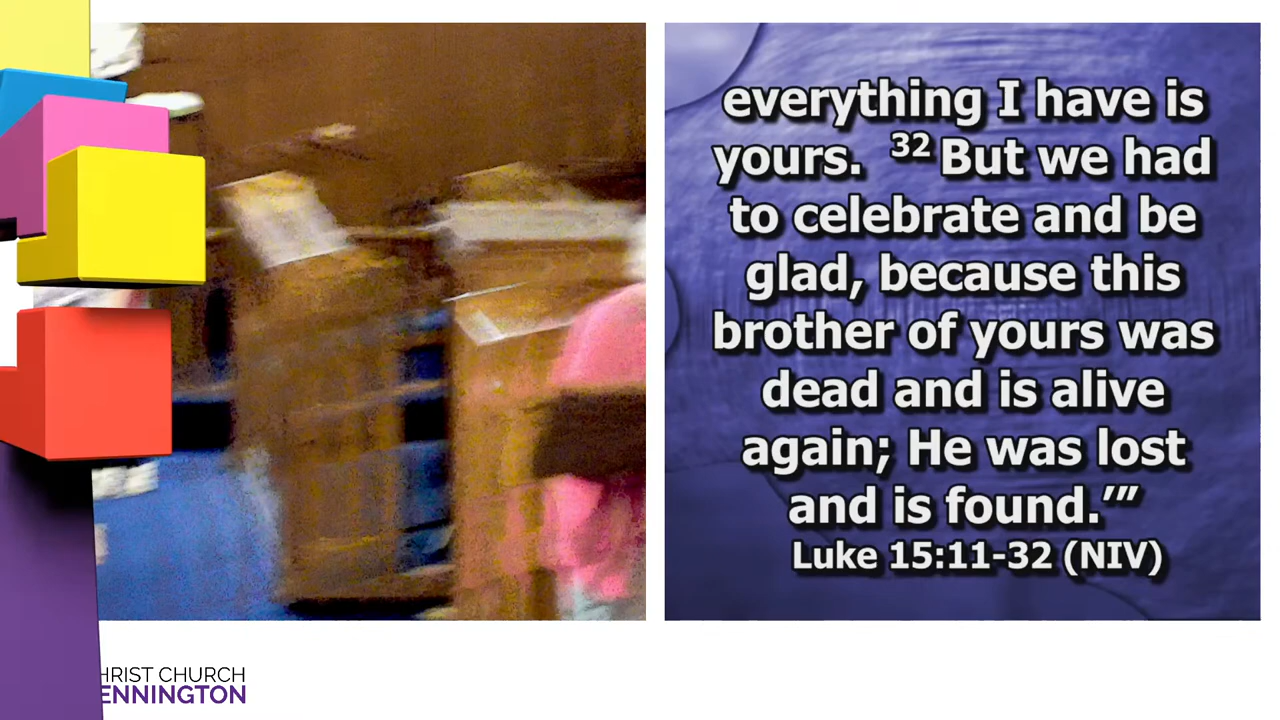 everything I have is
yours. ³² But we had
to celebrate and be
glad, because this
brother of yours was
dead and is alive
again; He was lost
and is found.’”
Luke 15:11-32 (NIV)
HRIST CHURCH
ENNINGTON